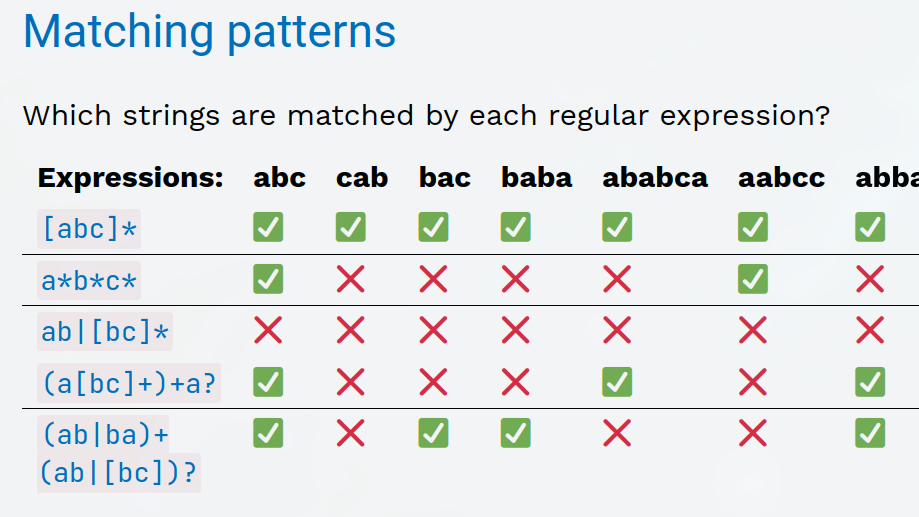 Matching patterns
Which strings are matched by each regular expression?
Expressions: abc cab bac baba ababca aabcc abba
[abc]* ✅ ✅ ✅ ✅ ✅ ✅ ✅
a*b*c* ✅ ❌ ❌ ❌ ❌ ✅ ❌
ab|[bc]* ❌ ❌ ❌ ❌ ❌ ❌ ❌
(a[bc]+)+a? ✅ ❌ ❌ ❌ ✅ ❌ ✅
(ab|ba)+ ✅ ❌ ✅ ✅ ❌ ❌ ✅
(ab|[bc])?